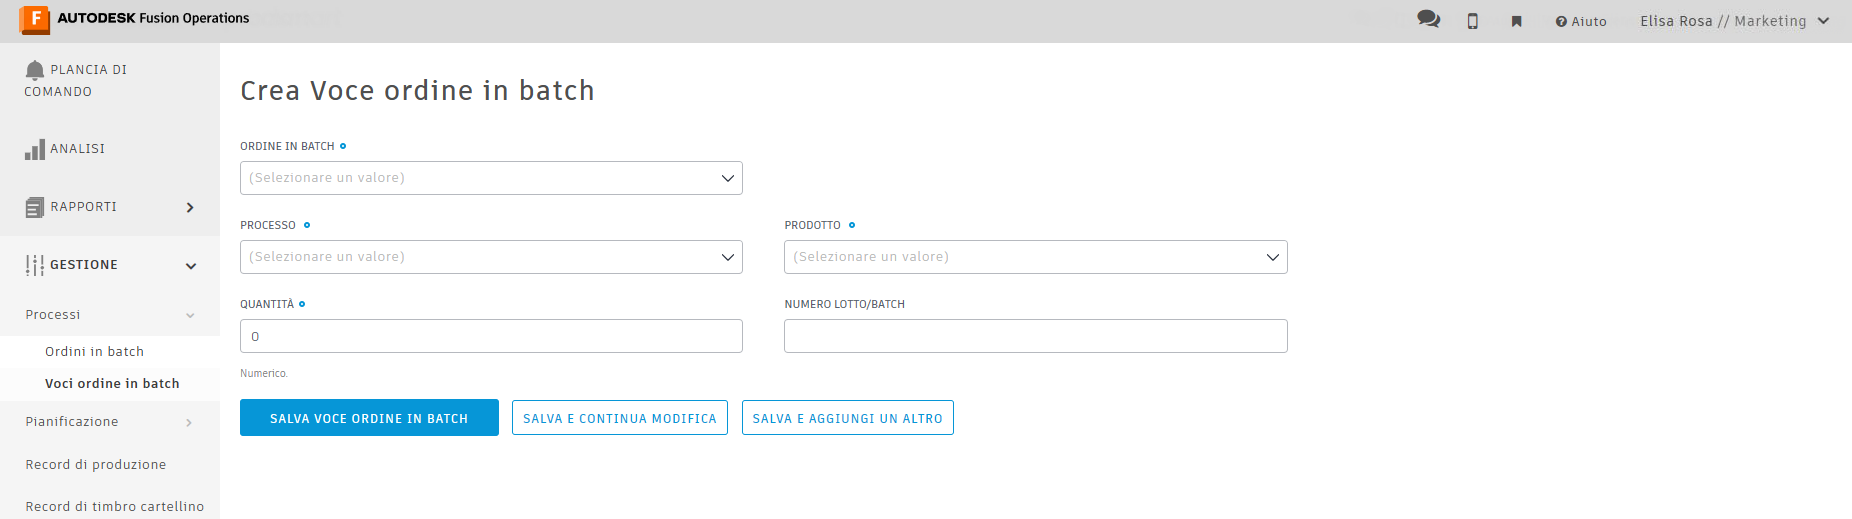 AUTODESK Fusion Operations
Aiuto
Elisa Rosa // Marketing
PLANCIA DI
COMANDO
ANALISI
RAPPORTI
GESTIONE
Processi
Ordini in batch
Voci ordine in batch
Pianificazione
Record di produzione
Record di timbro cartellino
Crea Voce ordine in batch
ORDINE IN BATCH
(Selezionare un valore)
PROCESSO
(Selezionare un valore)
PRODOTTO
(Selezionare un valore)
QUANTITÀ
0
Numerico.
NUMERO LOTTO/BATCH
SALVA VOCE ORDINE IN BATCH
SALVA E CONTINUA MODIFICA
SALVA E AGGIUNGI UN ALTRO